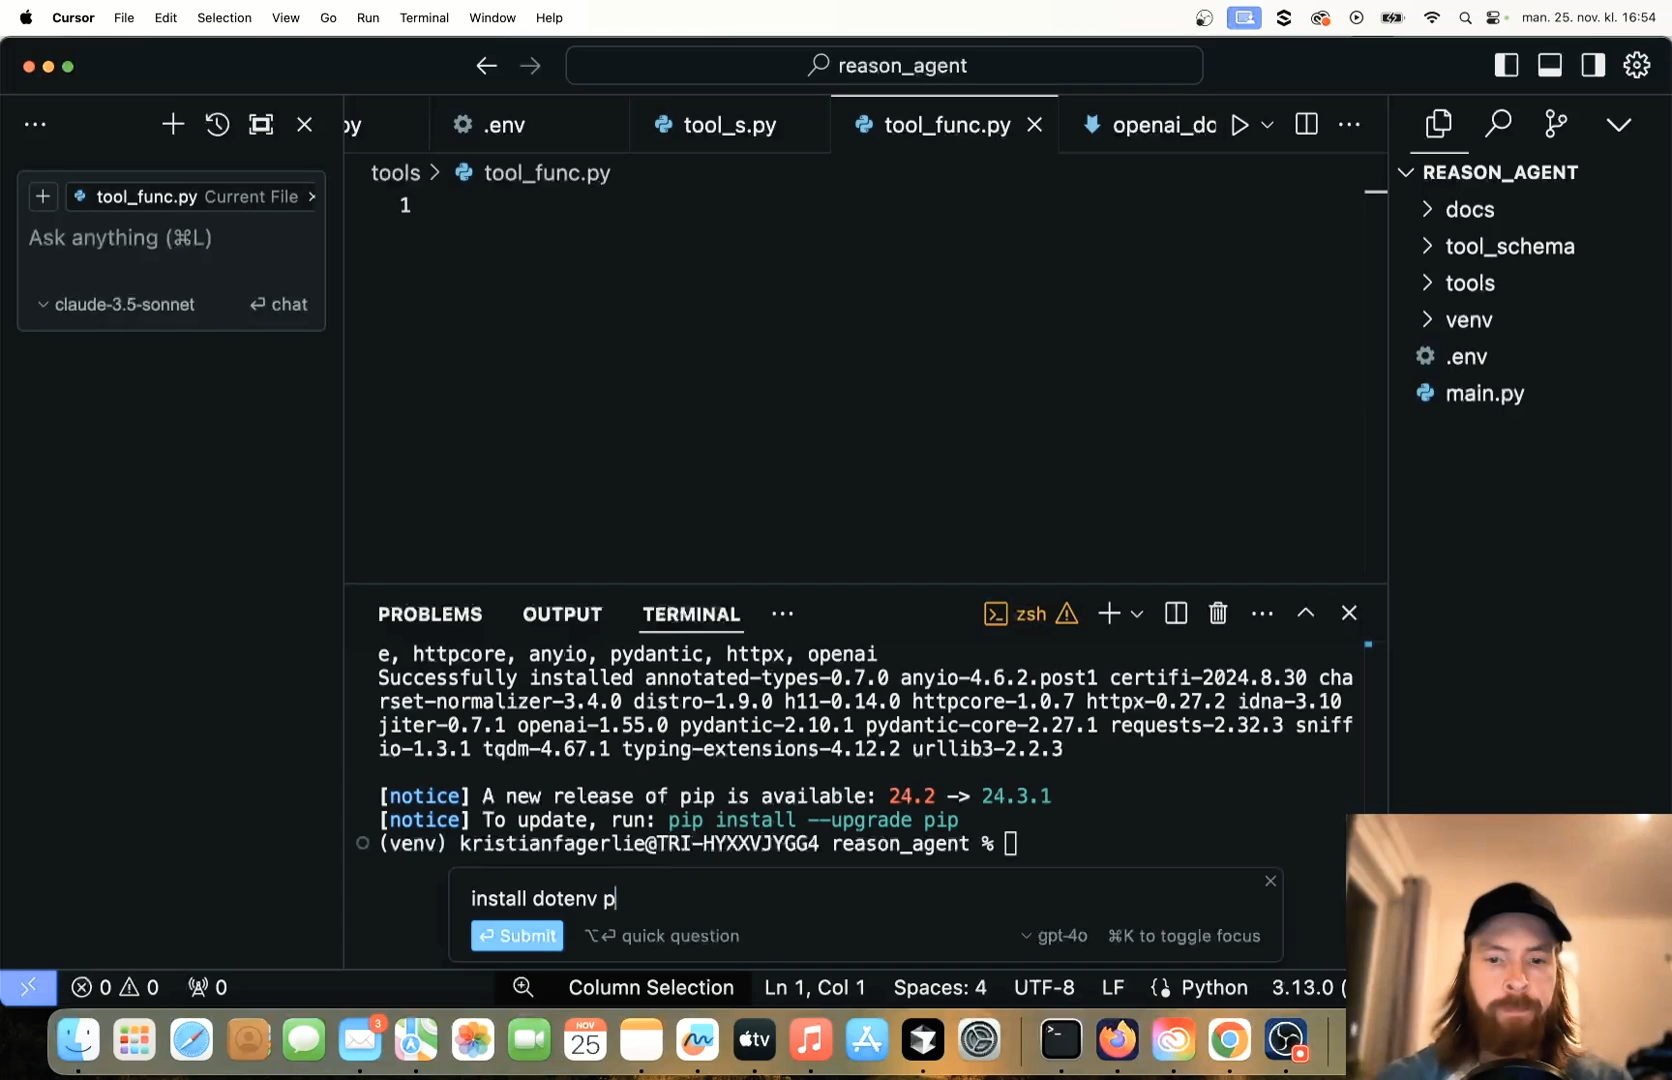 Cursor File Edit Selection View Go Run Terminal Window Help man. 25. nov. kl. 16:54
reason_agent
py .env tool_s.py tool_func.py openai_do
tools > tool_func.py
1
tool_func.py Current File
Ask anything (⌘L)
claude-3.5-sonnet ⏎ chat
REASON_AGENT
docs
tool_schema
tools
venv
.env
main.py
PROBLEMS OUTPUT TERMINAL zsh
e, httpcore, anyio, pydantic, httpx, openai
Successfully installed annotated-types-0.7.0 anyio-4.6.2.post1 certifi-2024.8.30 cha
rset-normalizer-3.4.0 distro-1.9.0 h11-0.14.0 httpcore-1.0.7 httpx-0.27.2 idna-3.10
jiter-0.7.1 openai-1.55.0 pydantic-2.10.1 pydantic-core-2.27.1 requests-2.32.3 sniff
io-1.3.1 tqdm-4.67.1 typing-extensions-4.12.2 urllib3-2.2.3
[notice] A new release of pip is available: 24.2 -> 24.3.1
[notice] To update, run: pip install --upgrade pip
(venv) kristianfagerlie@TRI-HYXXVJYGG4 reason_agent %
install dotenv p
⏎ Submit ⌥⏎ quick question gpt-4o ⌘K to toggle focus
0 0 0 Column Selection Ln 1, Col 1 Spaces: 4 UTF-8 LF Python 3.13.0 (
NOV
25
3
tv